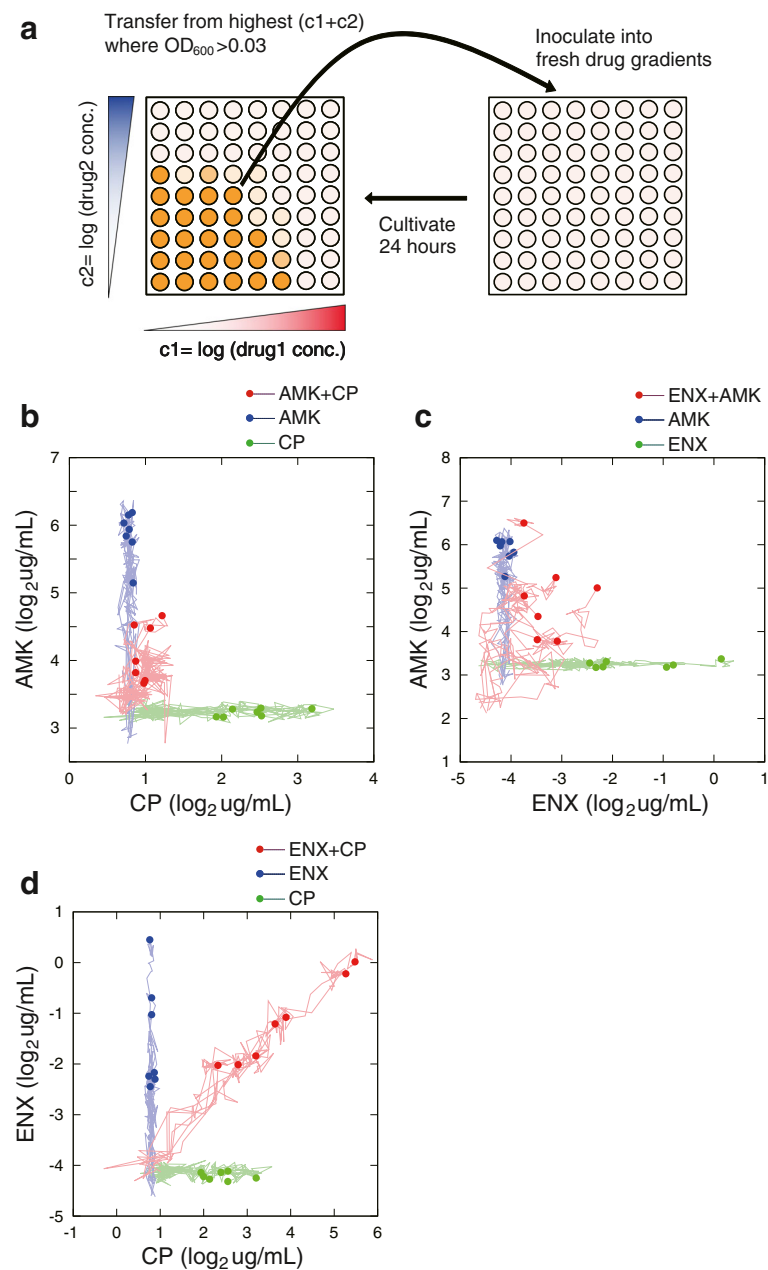 a
Transfer from highest (c1+c2)
where OD600>0.03
Inoculate into
fresh drug gradients
c2= log (drug2 conc.)
Cultivate
24 hours
c1= log (drug1 conc.)
b
AMK+CP
AMK
CP
7
6
5
4
3
AMK (log2ug/mL)
0 1 2 3 4
CP (log2ug/mL)
c
ENX+AMK
AMK
ENX
8
7
6
5
4
3
2
1
AMK (log2ug/mL)
-5 -4 -3 -2 -1 0 1
ENX (log2ug/mL)
d
ENX+CP
ENX
CP
1
0
-1
-2
-3
-4
-5
ENX (log2ug/mL)
-1 0 1 2 3 4 5 6
CP (log2ug/mL)